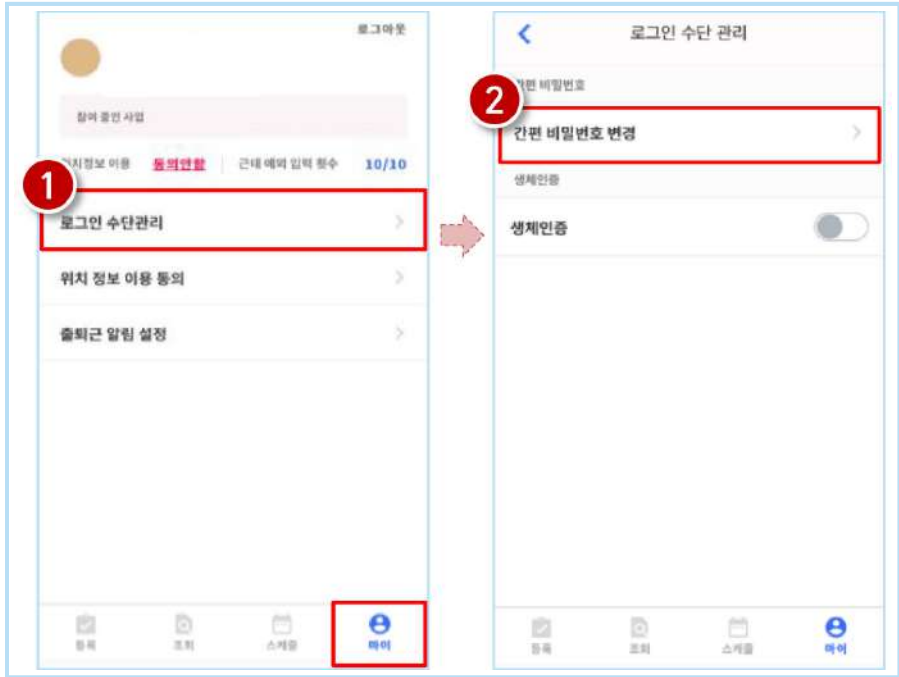 로그아웃
참여 중인 사업
위치정보 이용 동의안함 근태 예외 입력 횟수 10/10
1
로그인 수단관리
위치 정보 이용 동의
출퇴근 알림 설정
등록 조회 스케줄 마이
로그인 수단 관리
간편 비밀번호
2
간편 비밀번호 변경
생체인증
생체인증
등록 조회 스케줄 마이